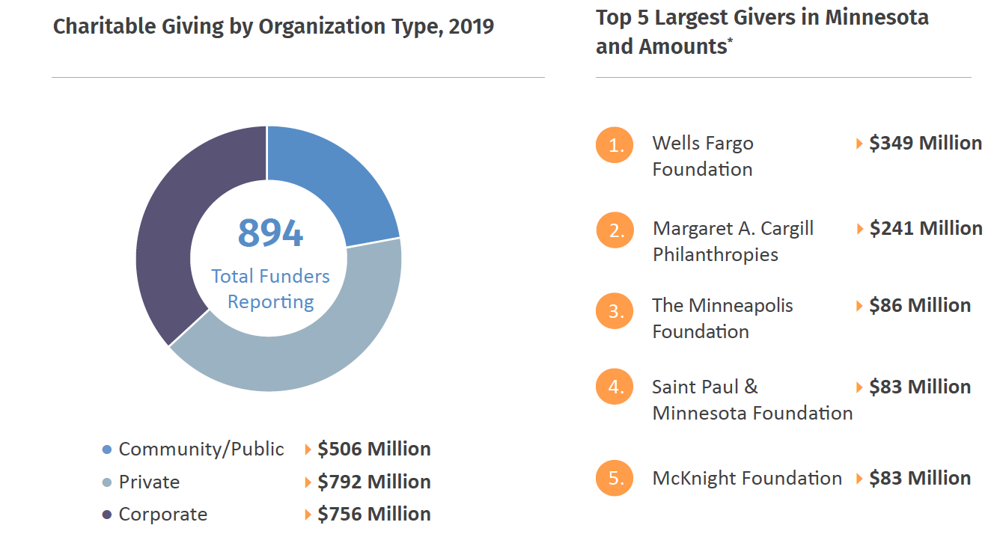 Charitable Giving by Organization Type, 2019
894
Total Funders
Reporting
Community/Public $506 Million
Private $792 Million
Corporate $756 Million
Top 5 Largest Givers in Minnesota
and Amounts*
1. Wells Fargo $349 Million
Foundation
2. Margaret A. Cargill $241 Million
Philanthropies
3. The Minneapolis $86 Million
Foundation
4. Saint Paul & $83 Million
Minnesota Foundation
5. McKnight Foundation $83 Million